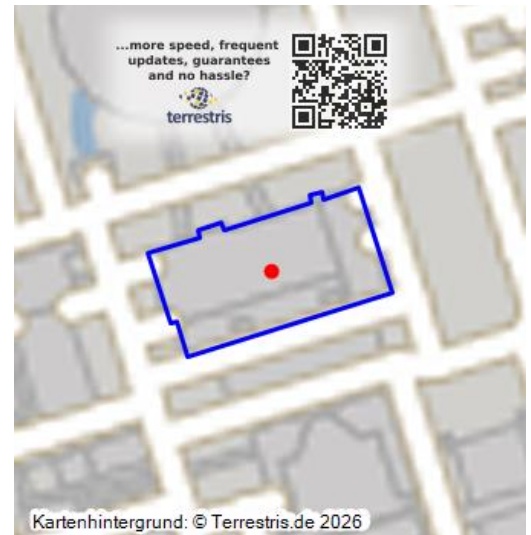 ...more speed, frequent
updates, guarantees
and no hassle?
terrestris
Kartenhintergrund: © Terrestris.de 2026